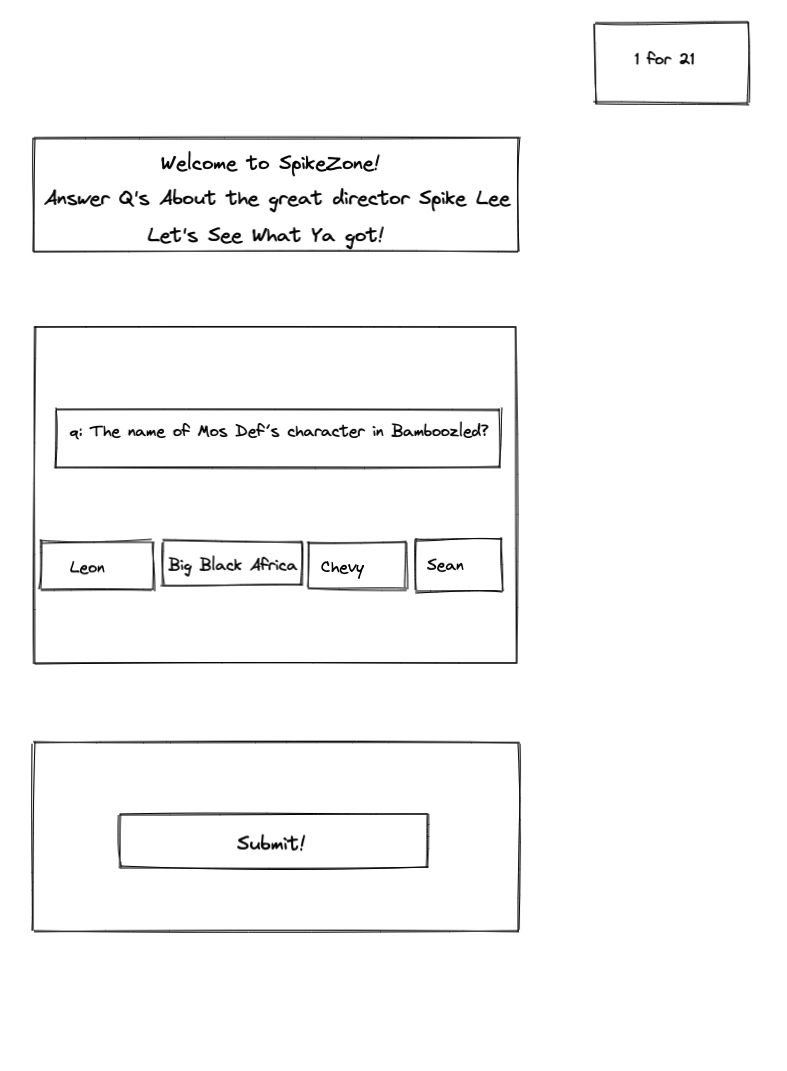 1 for 21
Welcome to SpikeZone!
Answer Q's About the great director Spike Lee
Let's See What Ya got!
q: The name of Mos Def's character in Bamboozled?
Leon
Big Black Africa
Chevy
Sean
Submit!